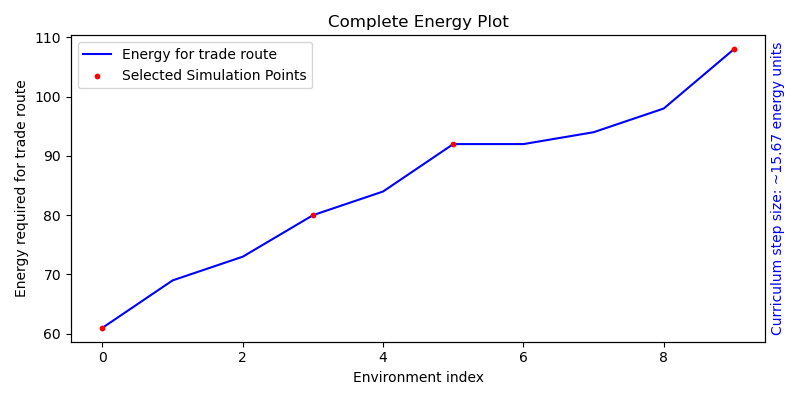 Complete Energy Plot
Energy for trade route
Selected Simulation Points
Energy required for trade route
110
100
90
80
70
60
0
2
4
6
8
Environment index
Curriculum step size: ~15.67 energy units